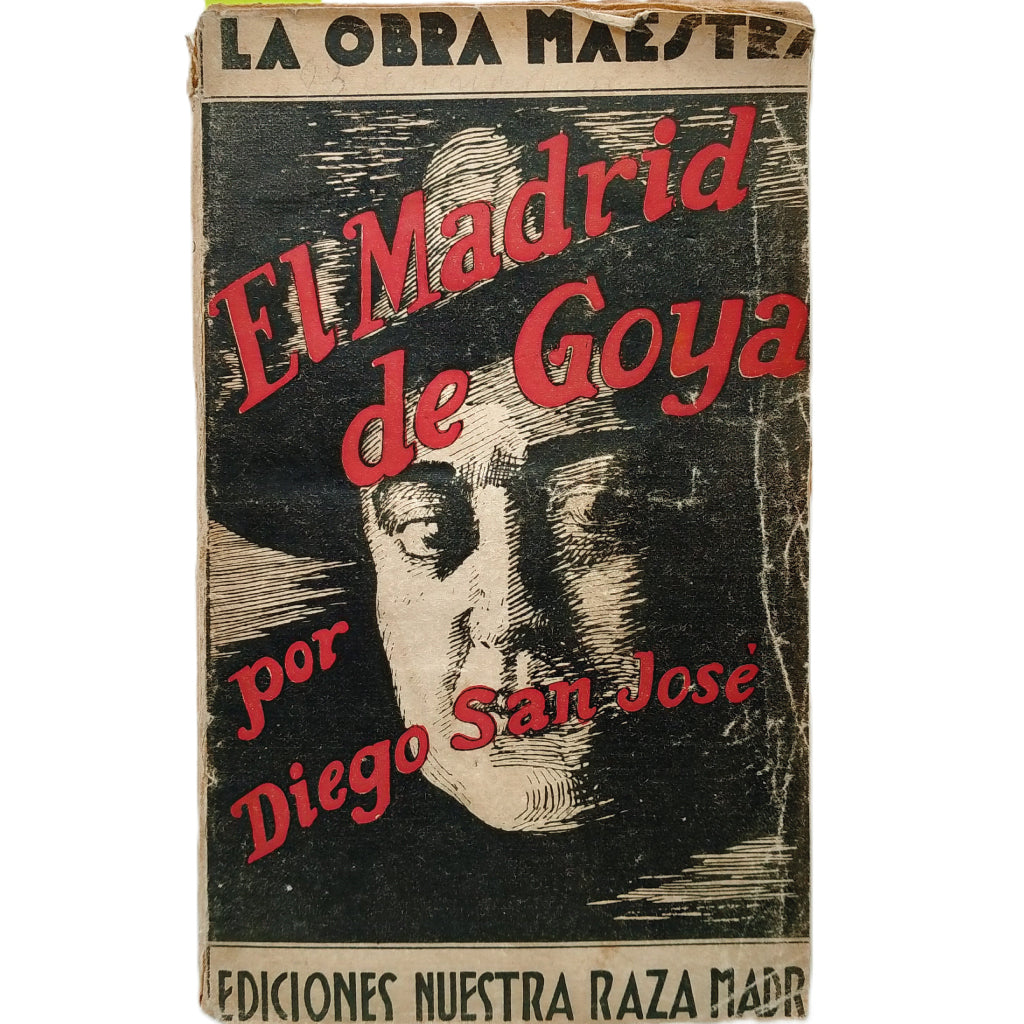 LA OBRA MAESTRA
El Madrid
de Goya
por
Diego San José
EDICIONES NUESTRA RAZA MADR